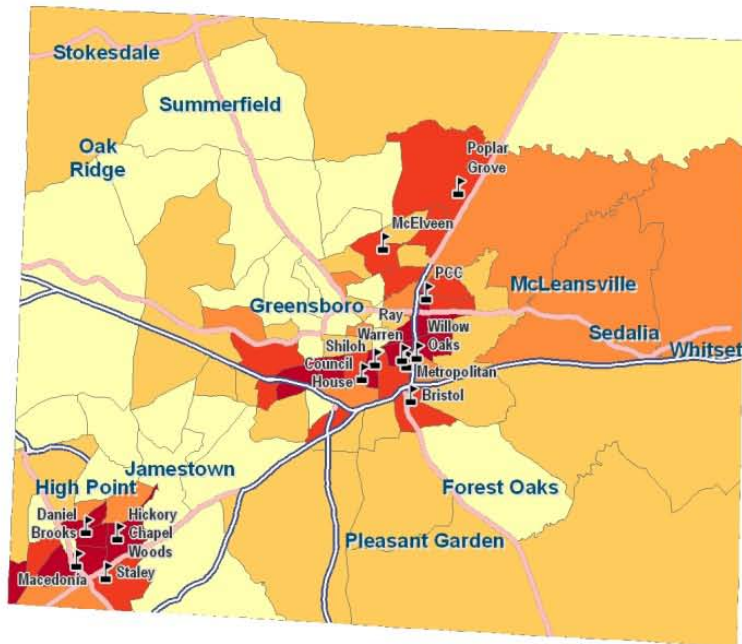 Stokesdale
Summerfield
Oak
Ridge
Poplar
Grove
McElveen
PCC
McLeansville
Greensboro
Ray
Warren
Willow
Oaks
Sedalia
Shiloh
Whitset
Council
House
Metropolitan
Bristol
Jamestown
High Point
Forest Oaks
Daniel
Brooks
Hickory
Chapel
Woods
Pleasant Garden
Macedonia
Staley